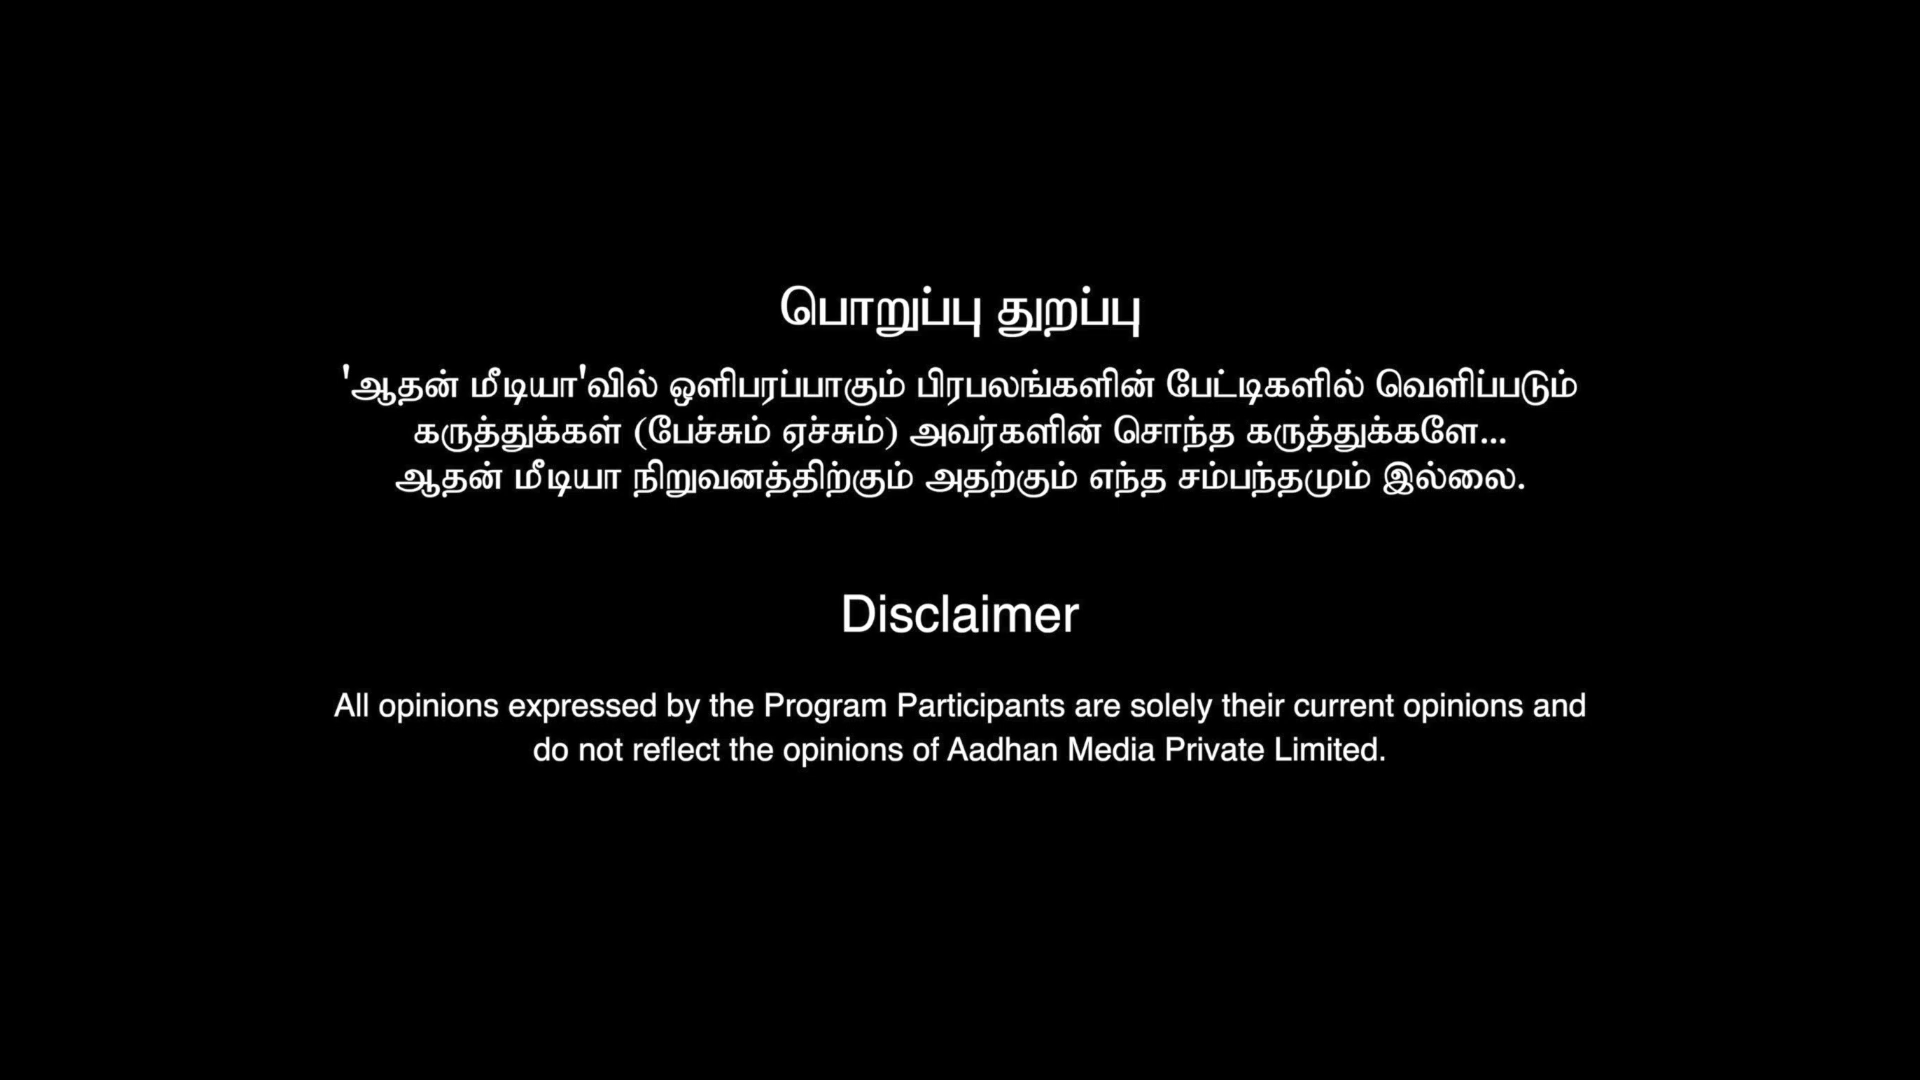 பொறுப்பு துறப்பு
'ஆதன் மீடியா'வில் ஒளிபரப்பாகும் பிரபலங்களின் பேட்டிகளில் வெளிப்படும்
கருத்துக்கள் (பேச்சும் ஏச்சும்) அவர்களின் சொந்த கருத்துக்களே...
ஆதன் மீடியா நிறுவனத்திற்கும் அதற்கும் எந்த சம்பந்தமும் இல்லை.
Disclaimer
All opinions expressed by the Program Participants are solely their current opinions and
do not reflect the opinions of Aadhan Media Private Limited.